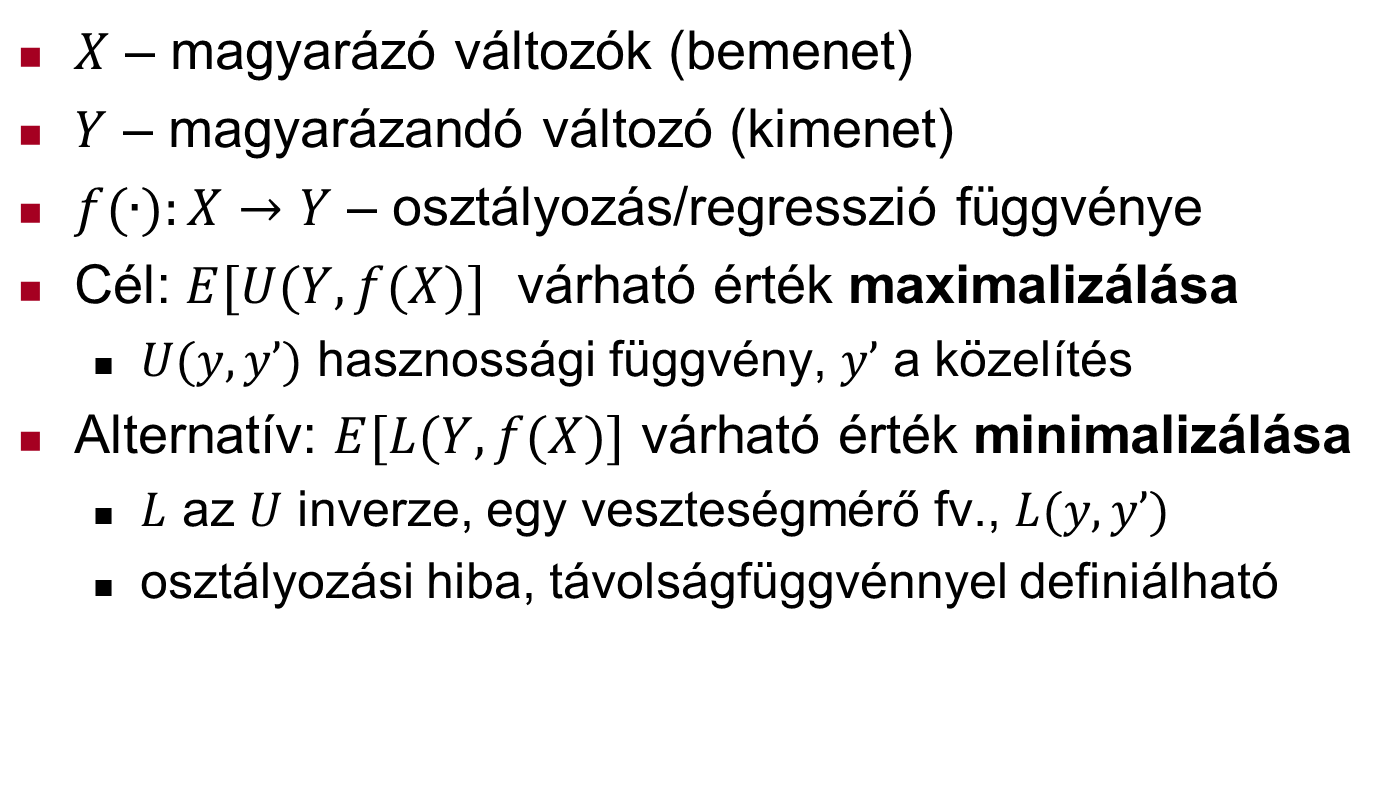 ▪ 𝑋 – magyarázó változók (bemenet)
▪ 𝑌 – magyarázandó változó (kimenet)
▪ 𝑓(∙): 𝑋 → 𝑌 – osztályozás/regresszió függvénye
▪ Cél: 𝐸[𝑈(𝑌, 𝑓(𝑋)] várható érték maximalizálása
▪ 𝑈(𝑦, 𝑦’) hasznossági függvény, 𝑦’ a közelítés
▪ Alternatív: 𝐸[𝐿(𝑌, 𝑓(𝑋)] várható érték minimalizálása
▪ 𝐿 az 𝑈 inverze, egy veszteségmérő fv., 𝐿(𝑦, 𝑦’)
▪ osztályozási hiba, távolságfüggvénnyel definiálható